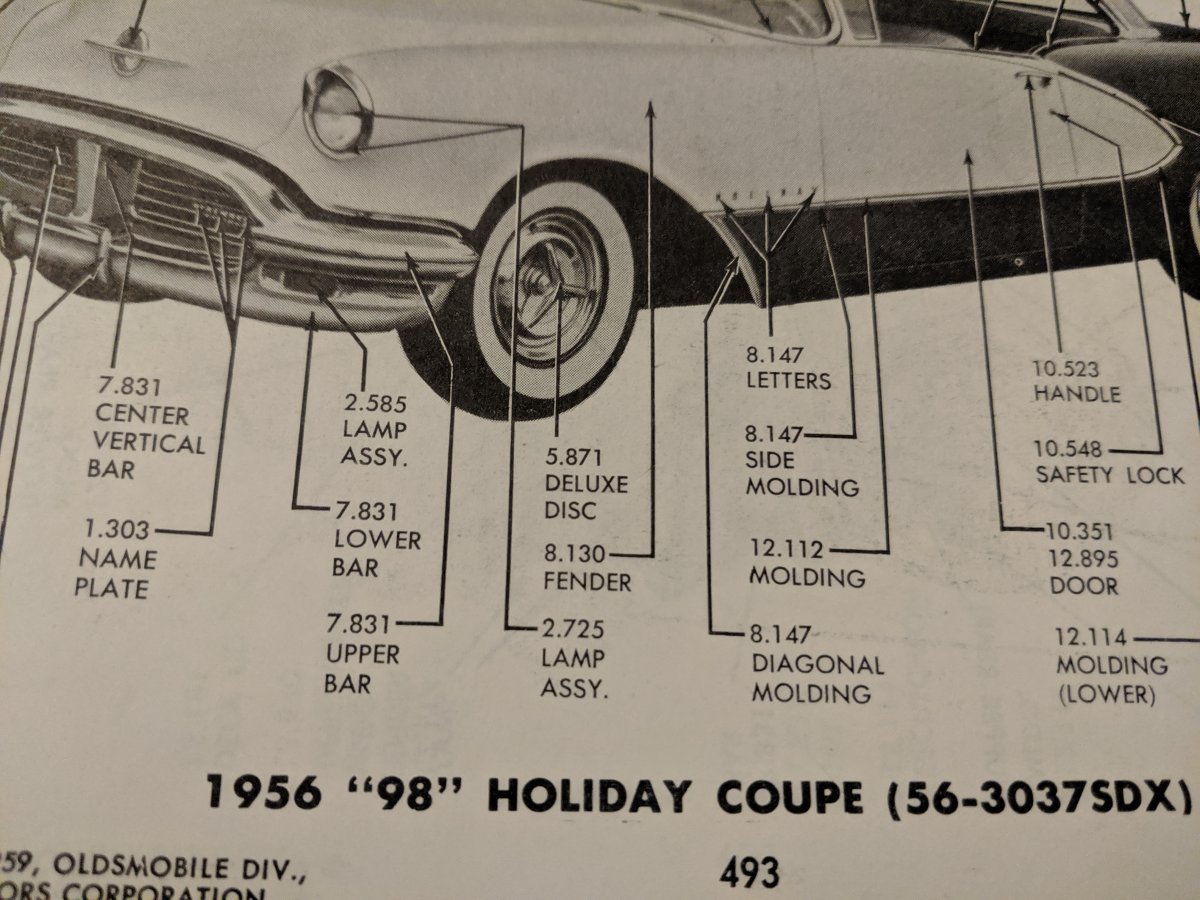 7.831
CENTER
VERTICAL
BAR
1.303
NAME
PLATE
2.585
LAMP
ASSY.
7.831
LOWER
BAR
7.831
UPPER
BAR
5.871
DELUXE
DISC
8.130
FENDER
2.725
LAMP
ASSY.
8.147
LETTERS
8.147
SIDE
MOLDING
12.112
MOLDING
8.147
DIAGONAL
MOLDING
10.523
HANDLE
10.548
SAFETY LOCK
10.351
12.895
DOOR
12.114
MOLDING
(LOWER)
1956 “98” HOLIDAY COUPE (56-3037SDX)
59, OLDSMOBILE DIV.,
ORS CORPORATION
493